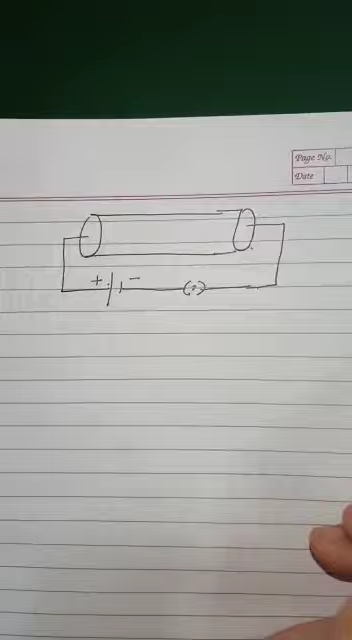 Page No.
Date
+ −
(·)